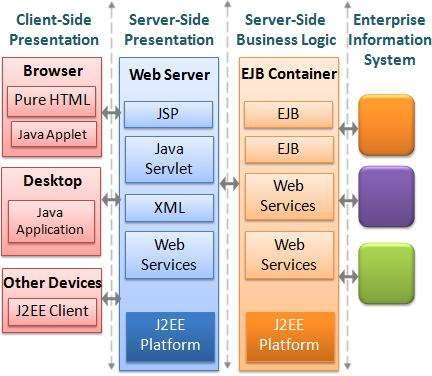 Client-Side
Presentation
Server-Side
Presentation
Server-Side
Business Logic
Enterprise
Information
System
Browser
Pure HTML
Java Applet
Desktop
Java
Application
Other Devices
J2EE Client
Web Server
JSP
Java
Servlet
XML
Web
Services
J2EE
Platform
EJB Container
EJB
EJB
Web
Services
Web
Services
J2EE
Platform